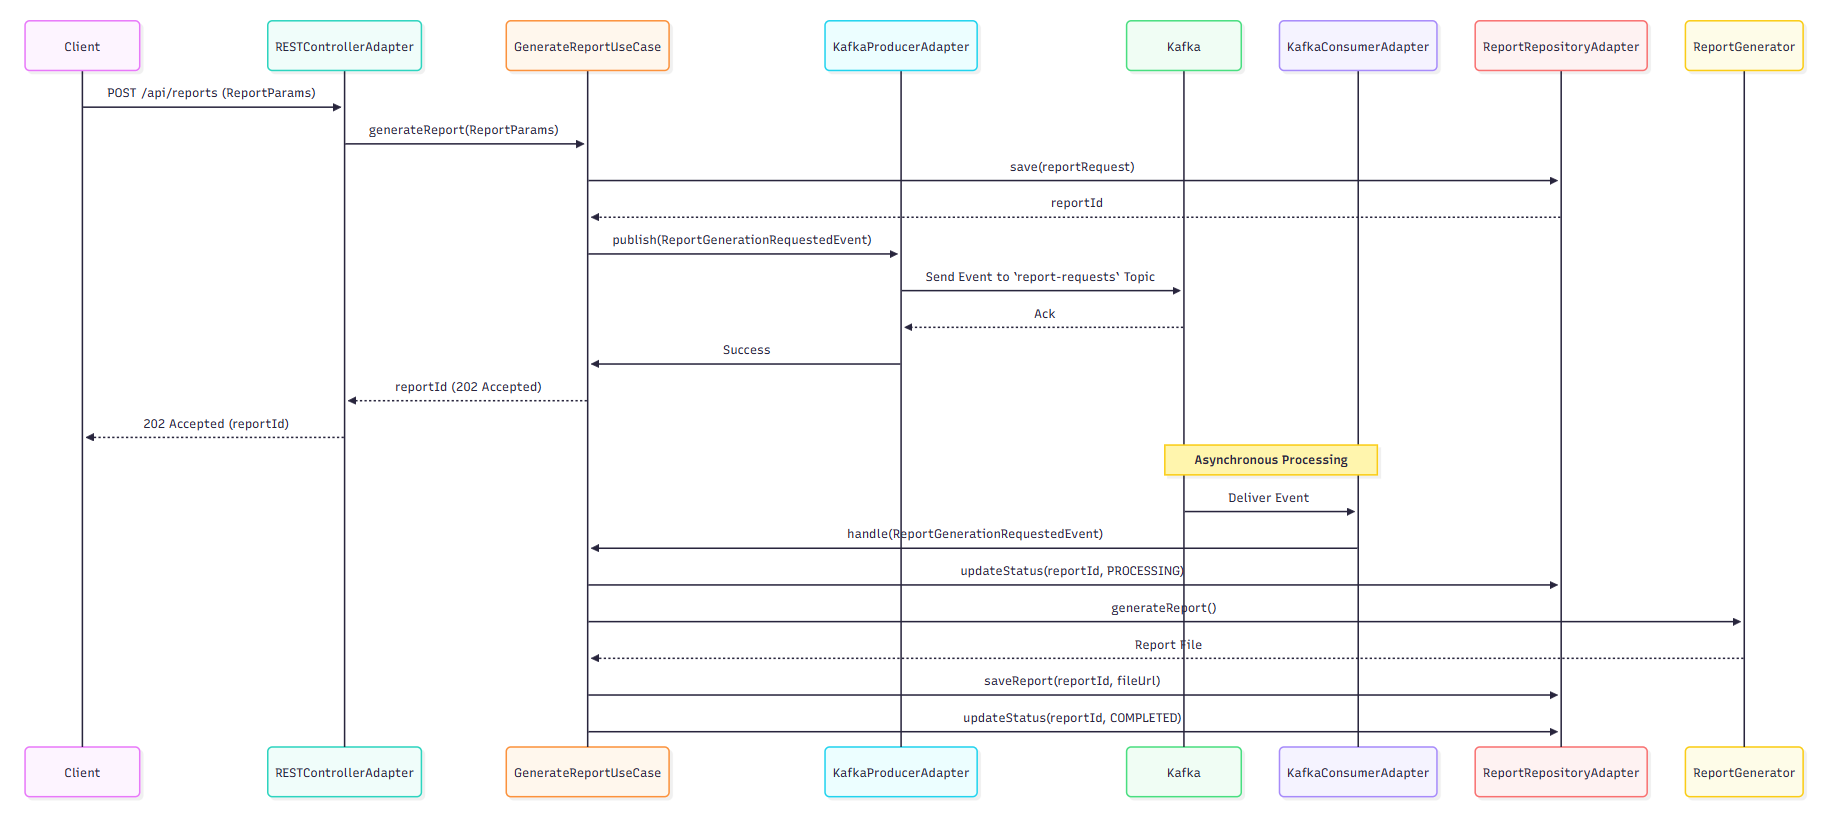 Client
RESTControllerAdapter
GenerateReportUseCase
KafkaProducerAdapter
Kafka
KafkaConsumerAdapter
ReportRepositoryAdapter
ReportGenerator
POST /api/reports (ReportParams)
generateReport(ReportParams)
save(reportRequest)
reportId
publish(ReportGenerationRequestedEvent)
Send Event to `report-requests` Topic
Ack
Success
reportId (202 Accepted)
202 Accepted (reportId)
Asynchronous Processing
Deliver Event
handle(ReportGenerationRequestedEvent)
updateStatus(reportId, PROCESSING)
generateReport()
Report File
saveReport(reportId, fileUrl)
updateStatus(reportId, COMPLETED)
Client
RESTControllerAdapter
GenerateReportUseCase
KafkaProducerAdapter
Kafka
KafkaConsumerAdapter
ReportRepositoryAdapter
ReportGenerator